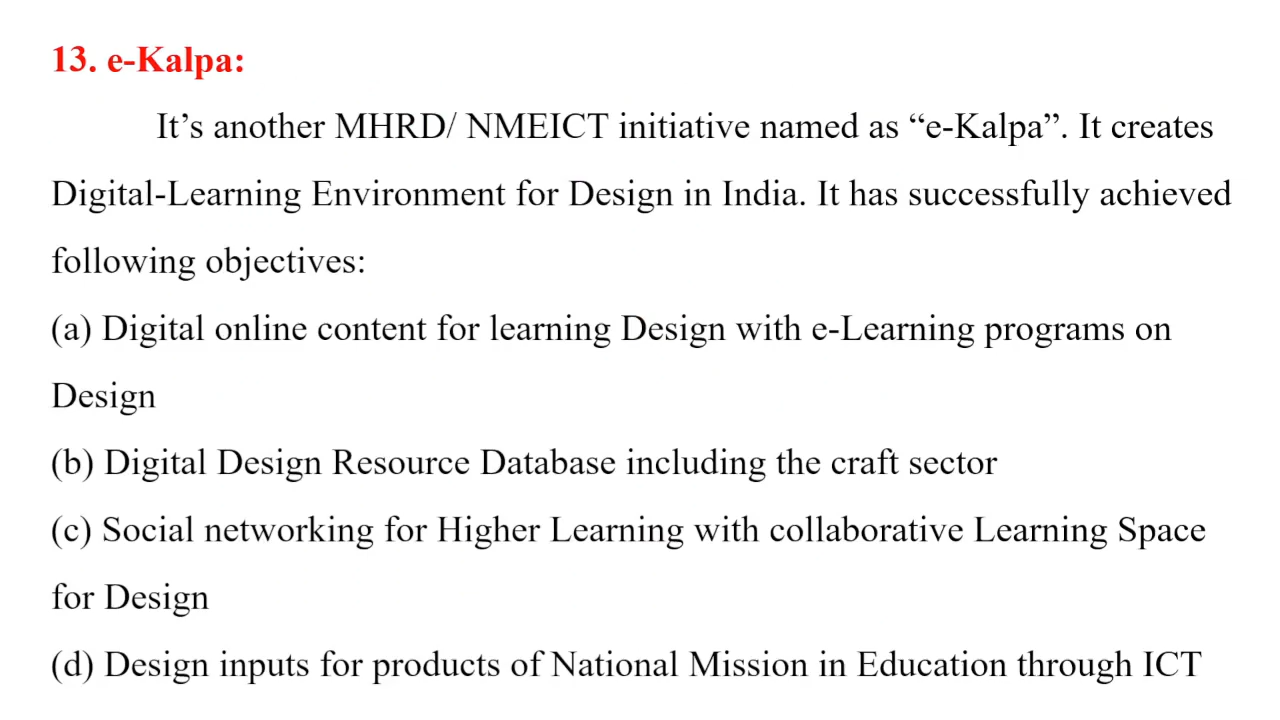 13. e-Kalpa:
It’s another MHRD/ NMEICT initiative named as “e-Kalpa”. It creates
Digital-Learning Environment for Design in India. It has successfully achieved
following objectives:
(a) Digital online content for learning Design with e-Learning programs on
Design
(b) Digital Design Resource Database including the craft sector
(c) Social networking for Higher Learning with collaborative Learning Space
for Design
(d) Design inputs for products of National Mission in Education through ICT